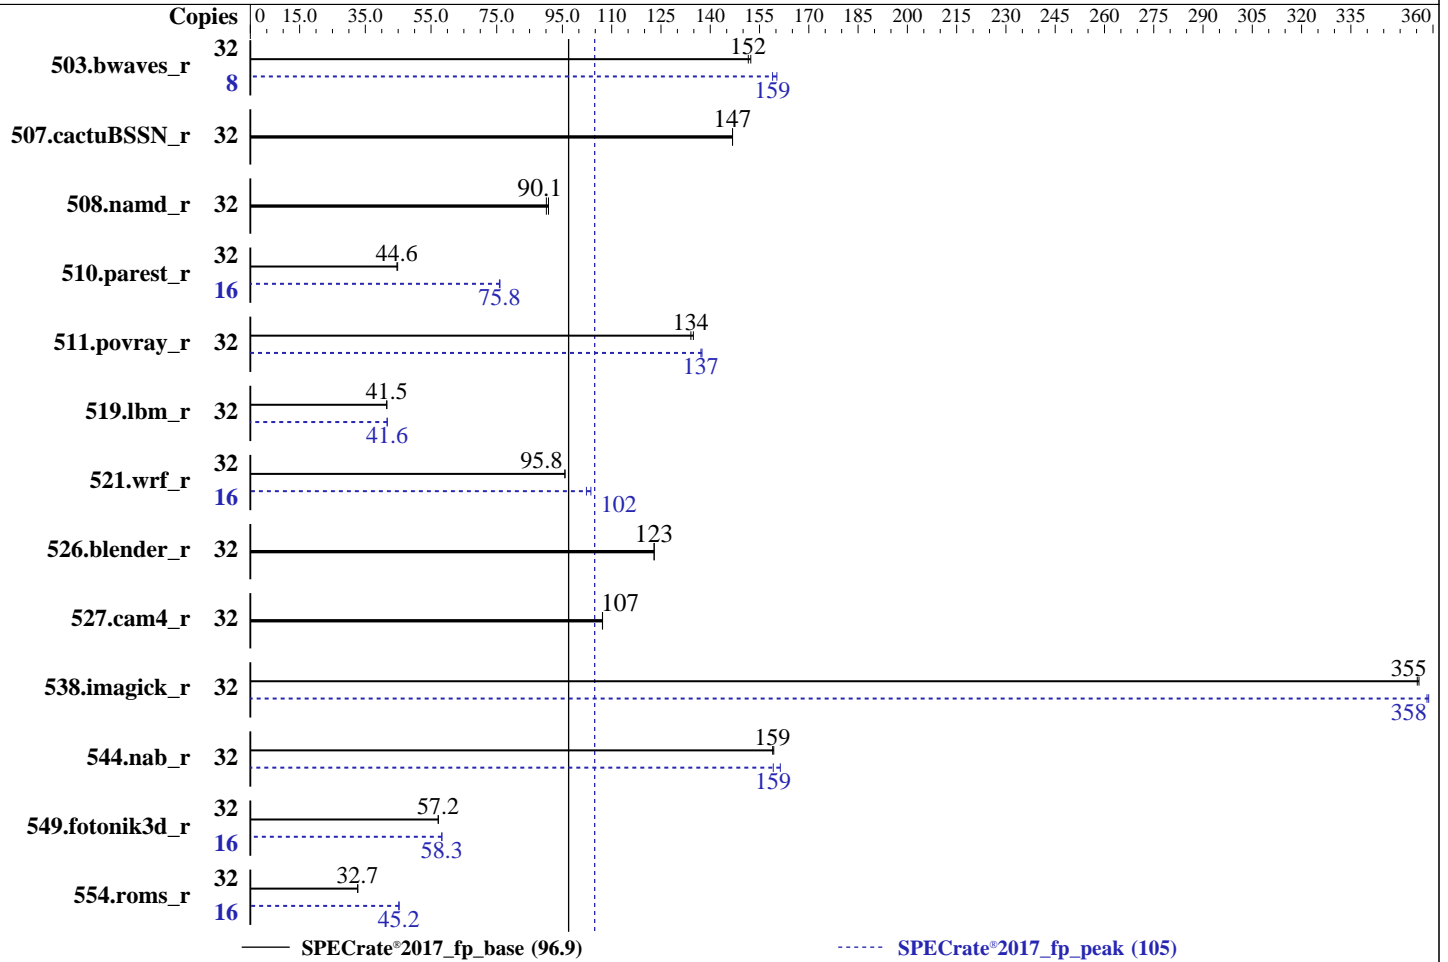 Copies 0 15.0 35.0 55.0 75.0 95.0 110 125 140 155 170 185 200 215 230 245 260 275 290 305 320 335 360
503.bwaves_r 32 152
8 159
507.cactuBSSN_r 32 147
508.namd_r 32 90.1
510.parest_r 32 44.6
16 75.8
511.povray_r 32 134
137
519.lbm_r 32 41.5
41.6
521.wrf_r 32 95.8
16 102
526.blender_r 32 123
527.cam4_r 32 107
538.imagick_r 32 355
358
544.nab_r 32 159
159
549.fotonik3d_r 32 57.2
16 58.3
554.roms_r 32 32.7
16 45.2
SPECrate®2017_fp_base (96.9) SPECrate®2017_fp_peak (105)